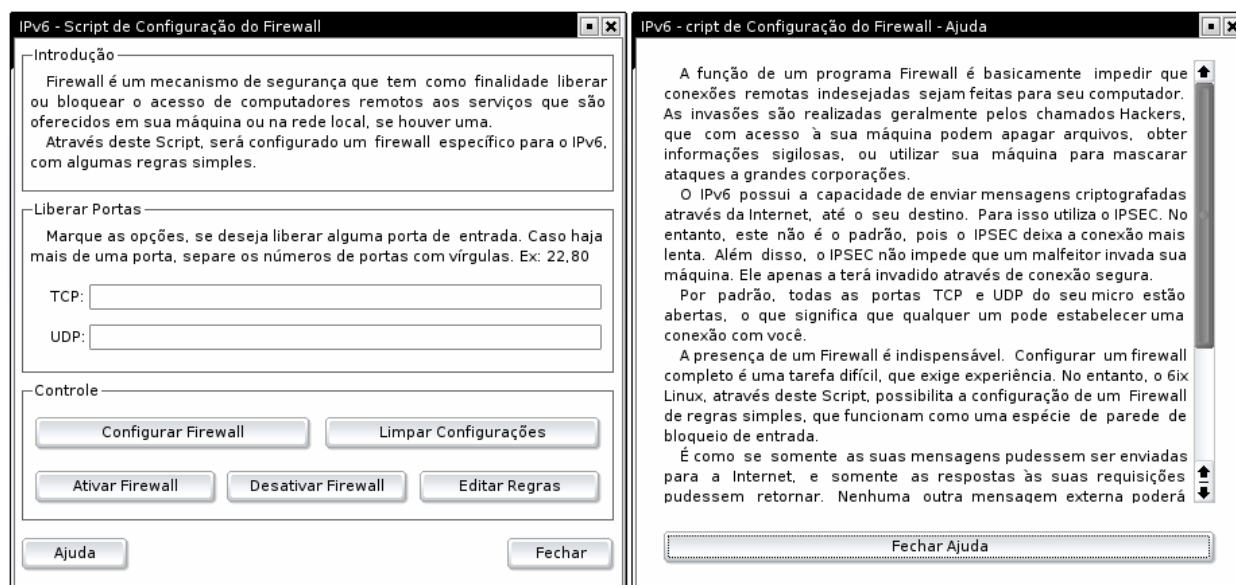 IPv6 - Script de Configuração do Firewall
Introdução
Firewall é um mecanismo de segurança que tem como finalidade liberar
ou bloquear o acesso de computadores remotos aos serviços que são
oferecidos em sua máquina ou na rede local, se houver uma.
Através deste Script, será configurado um firewall específico para o IPv6,
com algumas regras simples.
Liberar Portas
Marque as opções, se deseja liberar alguma porta de entrada. Caso haja
mais de uma porta, separe os números de portas com vírgulas. Ex: 22,80
TCP:
UDP:
Controle
Configurar Firewall
Limpar Configurações
Ativar Firewall
Desativar Firewall
Editar Regras
Ajuda
Fechar
IPv6 - cript de Configuração do Firewall - Ajuda
A função de um programa Firewall é basicamente impedir que
conexões remotas indesejadas sejam feitas para seu computador.
As invasões são realizadas geralmente pelos chamados Hackers,
que com acesso à sua máquina podem apagar arquivos, obter
informações sigilosas, ou utilizar sua máquina para mascarar
ataques a grandes corporações.
O IPv6 possui a capacidade de enviar mensagens criptografadas
através da Internet, até o seu destino. Para isso utiliza o IPSEC. No
entanto, este não é o padrão, pois o IPSEC deixa a conexão mais
lenta. Além disso, o IPSEC não impede que um malfeitor invada sua
máquina. Ele apenas a terá invadido através de conexão segura.
Por padrão, todas as portas TCP e UDP do seu micro estão
abertas, o que significa que qualquer um pode estabelecer uma
conexão com você.
A presença de um Firewall é indispensável. Configurar um firewall
completo é uma tarefa difícil, que exige experiência. No entanto, o 6ix
Linux, através deste Script, possibilita a configuração de um Firewall
de regras simples, que funcionam como uma espécie de parede de
bloqueio de entrada.
É como se somente as suas mensagens pudessem ser enviadas
para a Internet, e somente as respostas às suas requisições
pudessem retornar. Nenhuma outra mensagem externa poderá
Fechar Ajuda